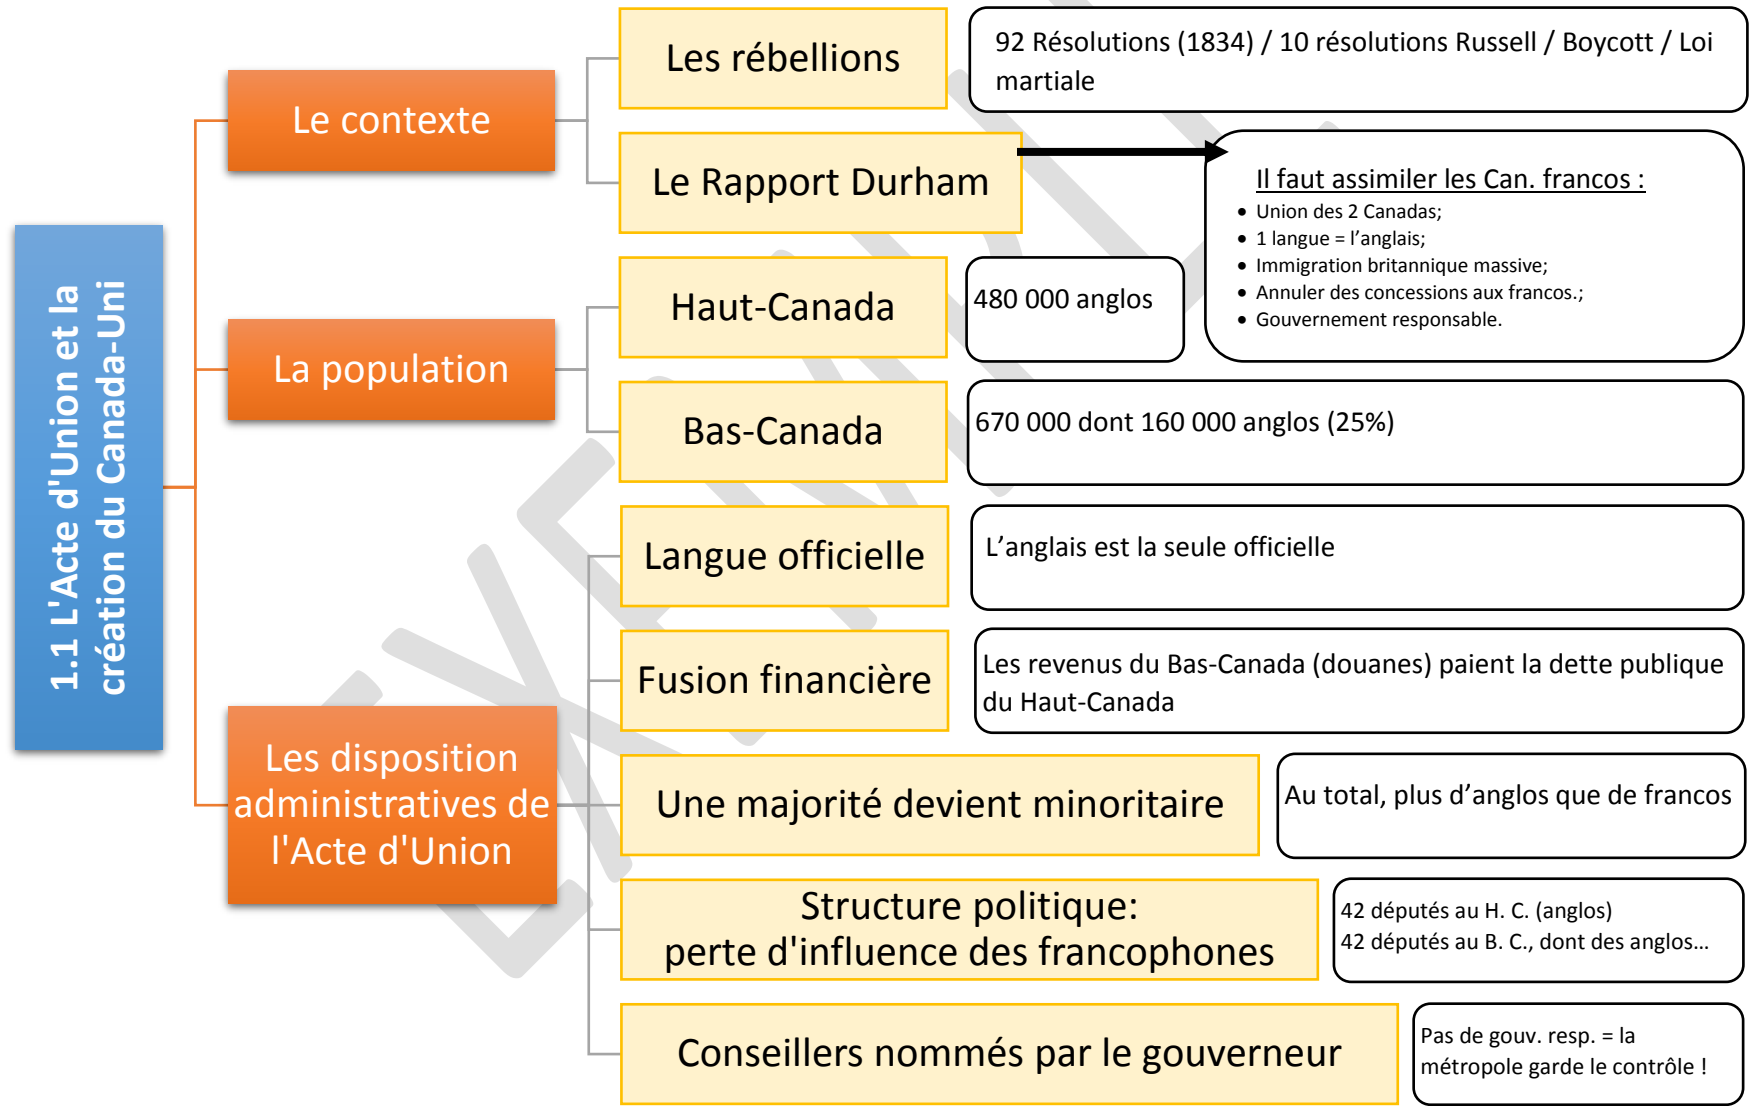 1.1 L'Acte d'Union et la
création du Canada-Uni
Le contexte
Les rébellions
92 Résolutions (1834) / 10 résolutions Russell / Boycott / Loi
martiale
Le Rapport Durham
Il faut assimiler les Can. francos :
• Union des 2 Canadas;
• 1 langue = l’anglais;
• Immigration britannique massive;
• Annuler des concessions aux francos.;
• Gouvernement responsable.
La population
Haut-Canada
480 000 anglos
Bas-Canada
670 000 dont 160 000 anglos (25%)
Les disposition
administratives de
l'Acte d'Union
Langue officielle
L’anglais est la seule officielle
Fusion financière
Les revenus du Bas-Canada (douanes) paient la dette publique
du Haut-Canada
Une majorité devient minoritaire
Au total, plus d’anglos que de francos
Structure politique:
perte d'influence des francophones
42 députés au H. C. (anglos)
42 députés au B. C., dont des anglos…
Conseillers nommés par le gouverneur
Pas de gouv. resp. = la
métropole garde le contrôle !